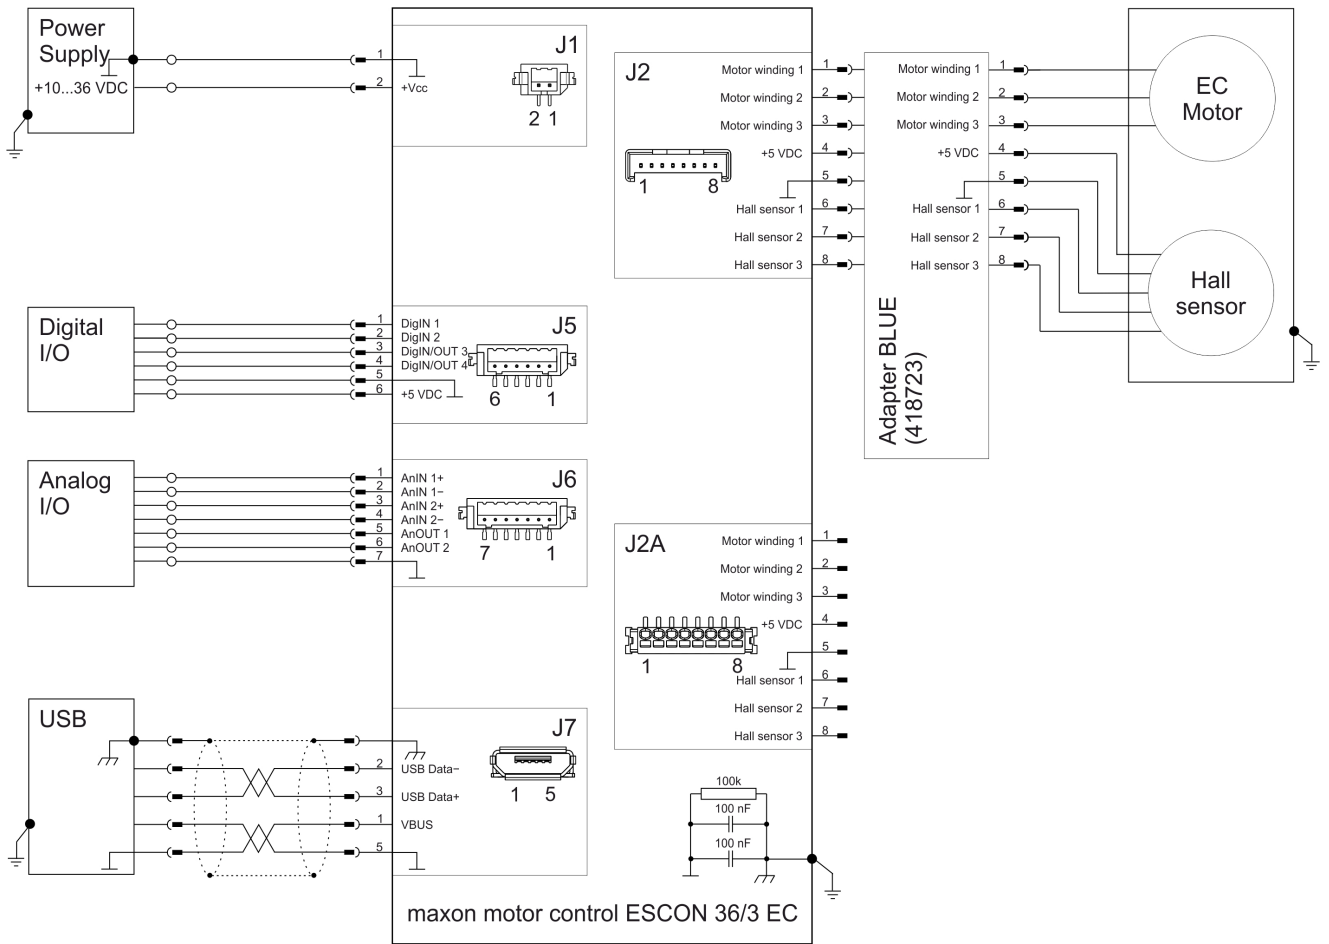 Power
Supply
+10...36 VDC
1
2
+Vcc
J1
2 1
J2
1 8
Motor winding 1
Motor winding 2
Motor winding 3
+5 VDC
Hall sensor 1
Hall sensor 2
Hall sensor 3
1
2
3
4
5
6
7
8
Motor winding 1
Motor winding 2
Motor winding 3
+5 VDC
Hall sensor 1
Hall sensor 2
Hall sensor 3
Adapter BLUE
(418723)
1
2
3
4
5
6
7
8
EC
Motor
Hall
sensor
Digital
I/O
1
2
3
4
5
6
DigIN 1
DigIN 2
DigIN/OUT 3
DigIN/OUT 4
+5 VDC
J5
6 1
Analog
I/O
1
2
3
4
5
6
7
AnIN 1+
AnIN 1−
AnIN 2+
AnIN 2−
AnOUT 1
AnOUT 2
J6
7 1
J2A
1 8
Motor winding 1
Motor winding 2
Motor winding 3
+5 VDC
Hall sensor 1
Hall sensor 2
Hall sensor 3
1
2
3
4
5
6
7
8
USB
2
3
1
5
USB Data−
USB Data+
VBUS
J7
1 5
100k
100 nF
100 nF
maxon motor control ESCON 36/3 EC